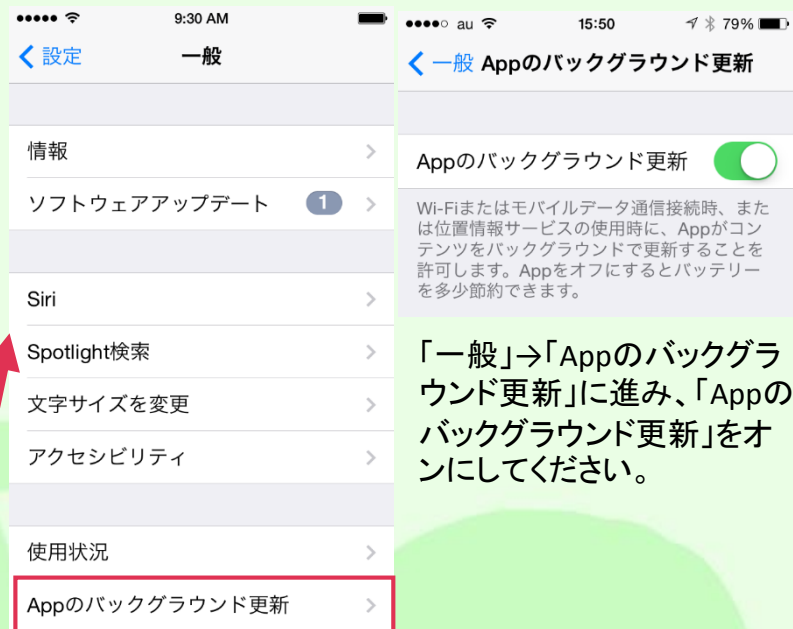 9:30 AM
設定
一般
情報
ソフトウェアアップデート 1
Siri
Spotlight検索
文字サイズを変更
アクセシビリティ
使用状況
Appのバックグラウンド更新
au 15:50 79%
一般 Appのバックグラウンド更新
Appのバックグラウンド更新
Wi-Fiまたはモバイルデータ通信接続時、また
は位置情報サービスの使用時に、Appがコン
テンツをバックグラウンドで更新することを
許可します。Appをオフにするとバッテリー
を多少節約できます。
「一般」→「Appのバックグラ
ウンド更新」に進み、「Appの
バックグラウンド更新」をオ
ンにしてください。